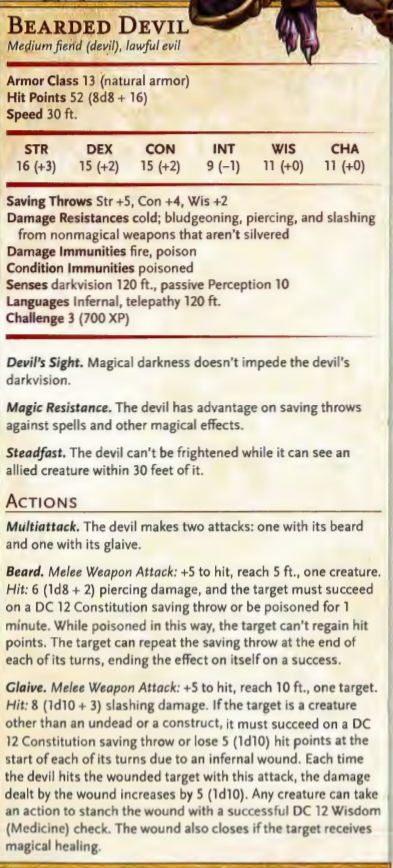 BEARDED DEVIL
Medium fiend (devil), lawful evil
Armor Class 13 (natural armor)
Hit Points 52 (8d8 + 16)
Speed 30 ft.
STR DEX CON INT WIS CHA
16 (+3) 15 (+2) 15 (+2) 9 (−1) 11 (+0) 11 (+0)
Saving Throws Str +5, Con +4, Wis +2
Damage Resistances cold; bludgeoning, piercing, and slashing
from nonmagical weapons that aren't silvered
Damage Immunities fire, poison
Condition Immunities poisoned
Senses darkvision 120 ft., passive Perception 10
Languages Infernal, telepathy 120 ft.
Challenge 3 (700 XP)
Devil's Sight. Magical darkness doesn't impede the devil's
darkvision.
Magic Resistance. The devil has advantage on saving throws
against spells and other magical effects.
Steadfast. The devil can't be frightened while it can see an
allied creature within 30 feet of it.
ACTIONS
Multiattack. The devil makes two attacks: one with its beard
and one with its glaive.
Beard. Melee Weapon Attack: +5 to hit, reach 5 ft., one creature.
Hit: 6 (1d8 + 2) piercing damage, and the target must succeed
on a DC 12 Constitution saving throw or be poisoned for 1
minute. While poisoned in this way, the target can't regain hit
points. The target can repeat the saving throw at the end of
each of its turns, ending the effect on itself on a success.
Glaive. Melee Weapon Attack: +5 to hit, reach 10 ft., one target.
Hit: 8 (1d10 + 3) slashing damage. If the target is a creature
other than an undead or a construct, it must succeed on a DC
12 Constitution saving throw or lose 5 (1d10) hit points at the
start of each of its turns due to an infernal wound. Each time
the devil hits the wounded target with this attack, the damage
dealt by the wound increases by 5 (1d10). Any creature can take
an action to stanch the wound with a successful DC 12 Wisdom
(Medicine) check. The wound also closes if the target receives
magical healing.